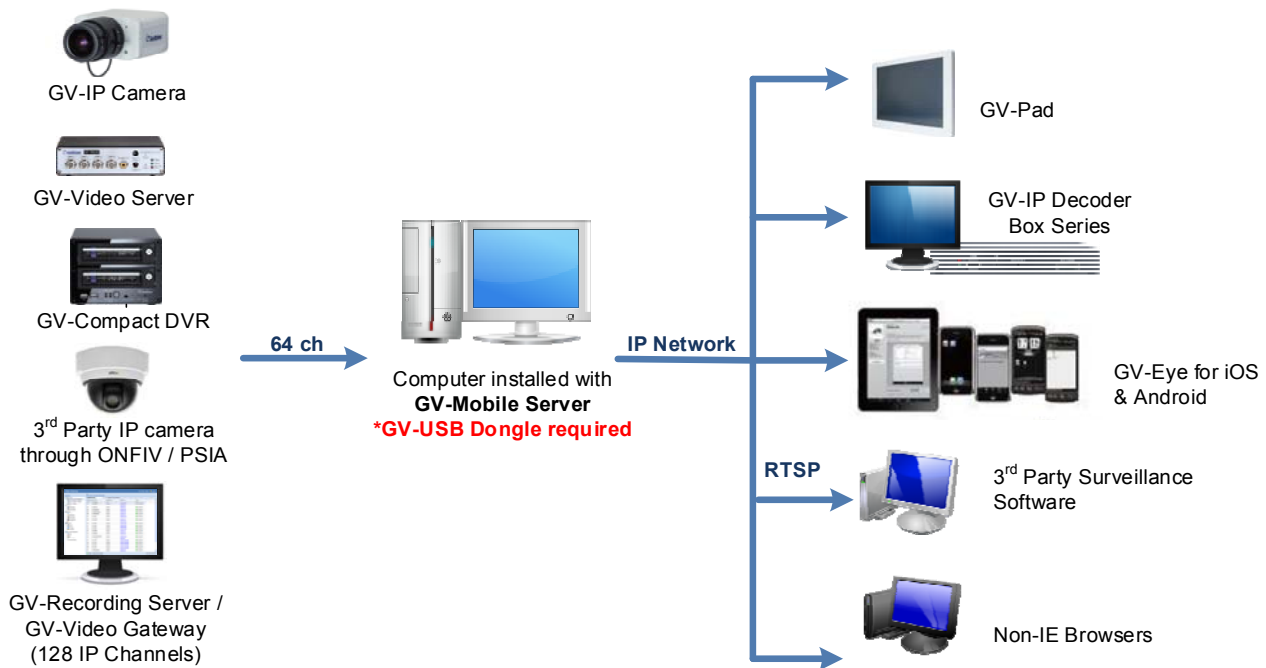 GV-IP Camera
GV-Video Server
GV-Compact DVR
3rd Party IP camera
through ONFIV / PSIA
GV-Recording Server /
GV-Video Gateway
(128 IP Channels)
64 ch
Computer installed with
GV-Mobile Server
*GV-USB Dongle required
IP Network
RTSP
GV-Pad
GV-IP Decoder
Box Series
GV-Eye for iOS
& Android
3rd Party Surveillance
Software
Non-IE Browsers